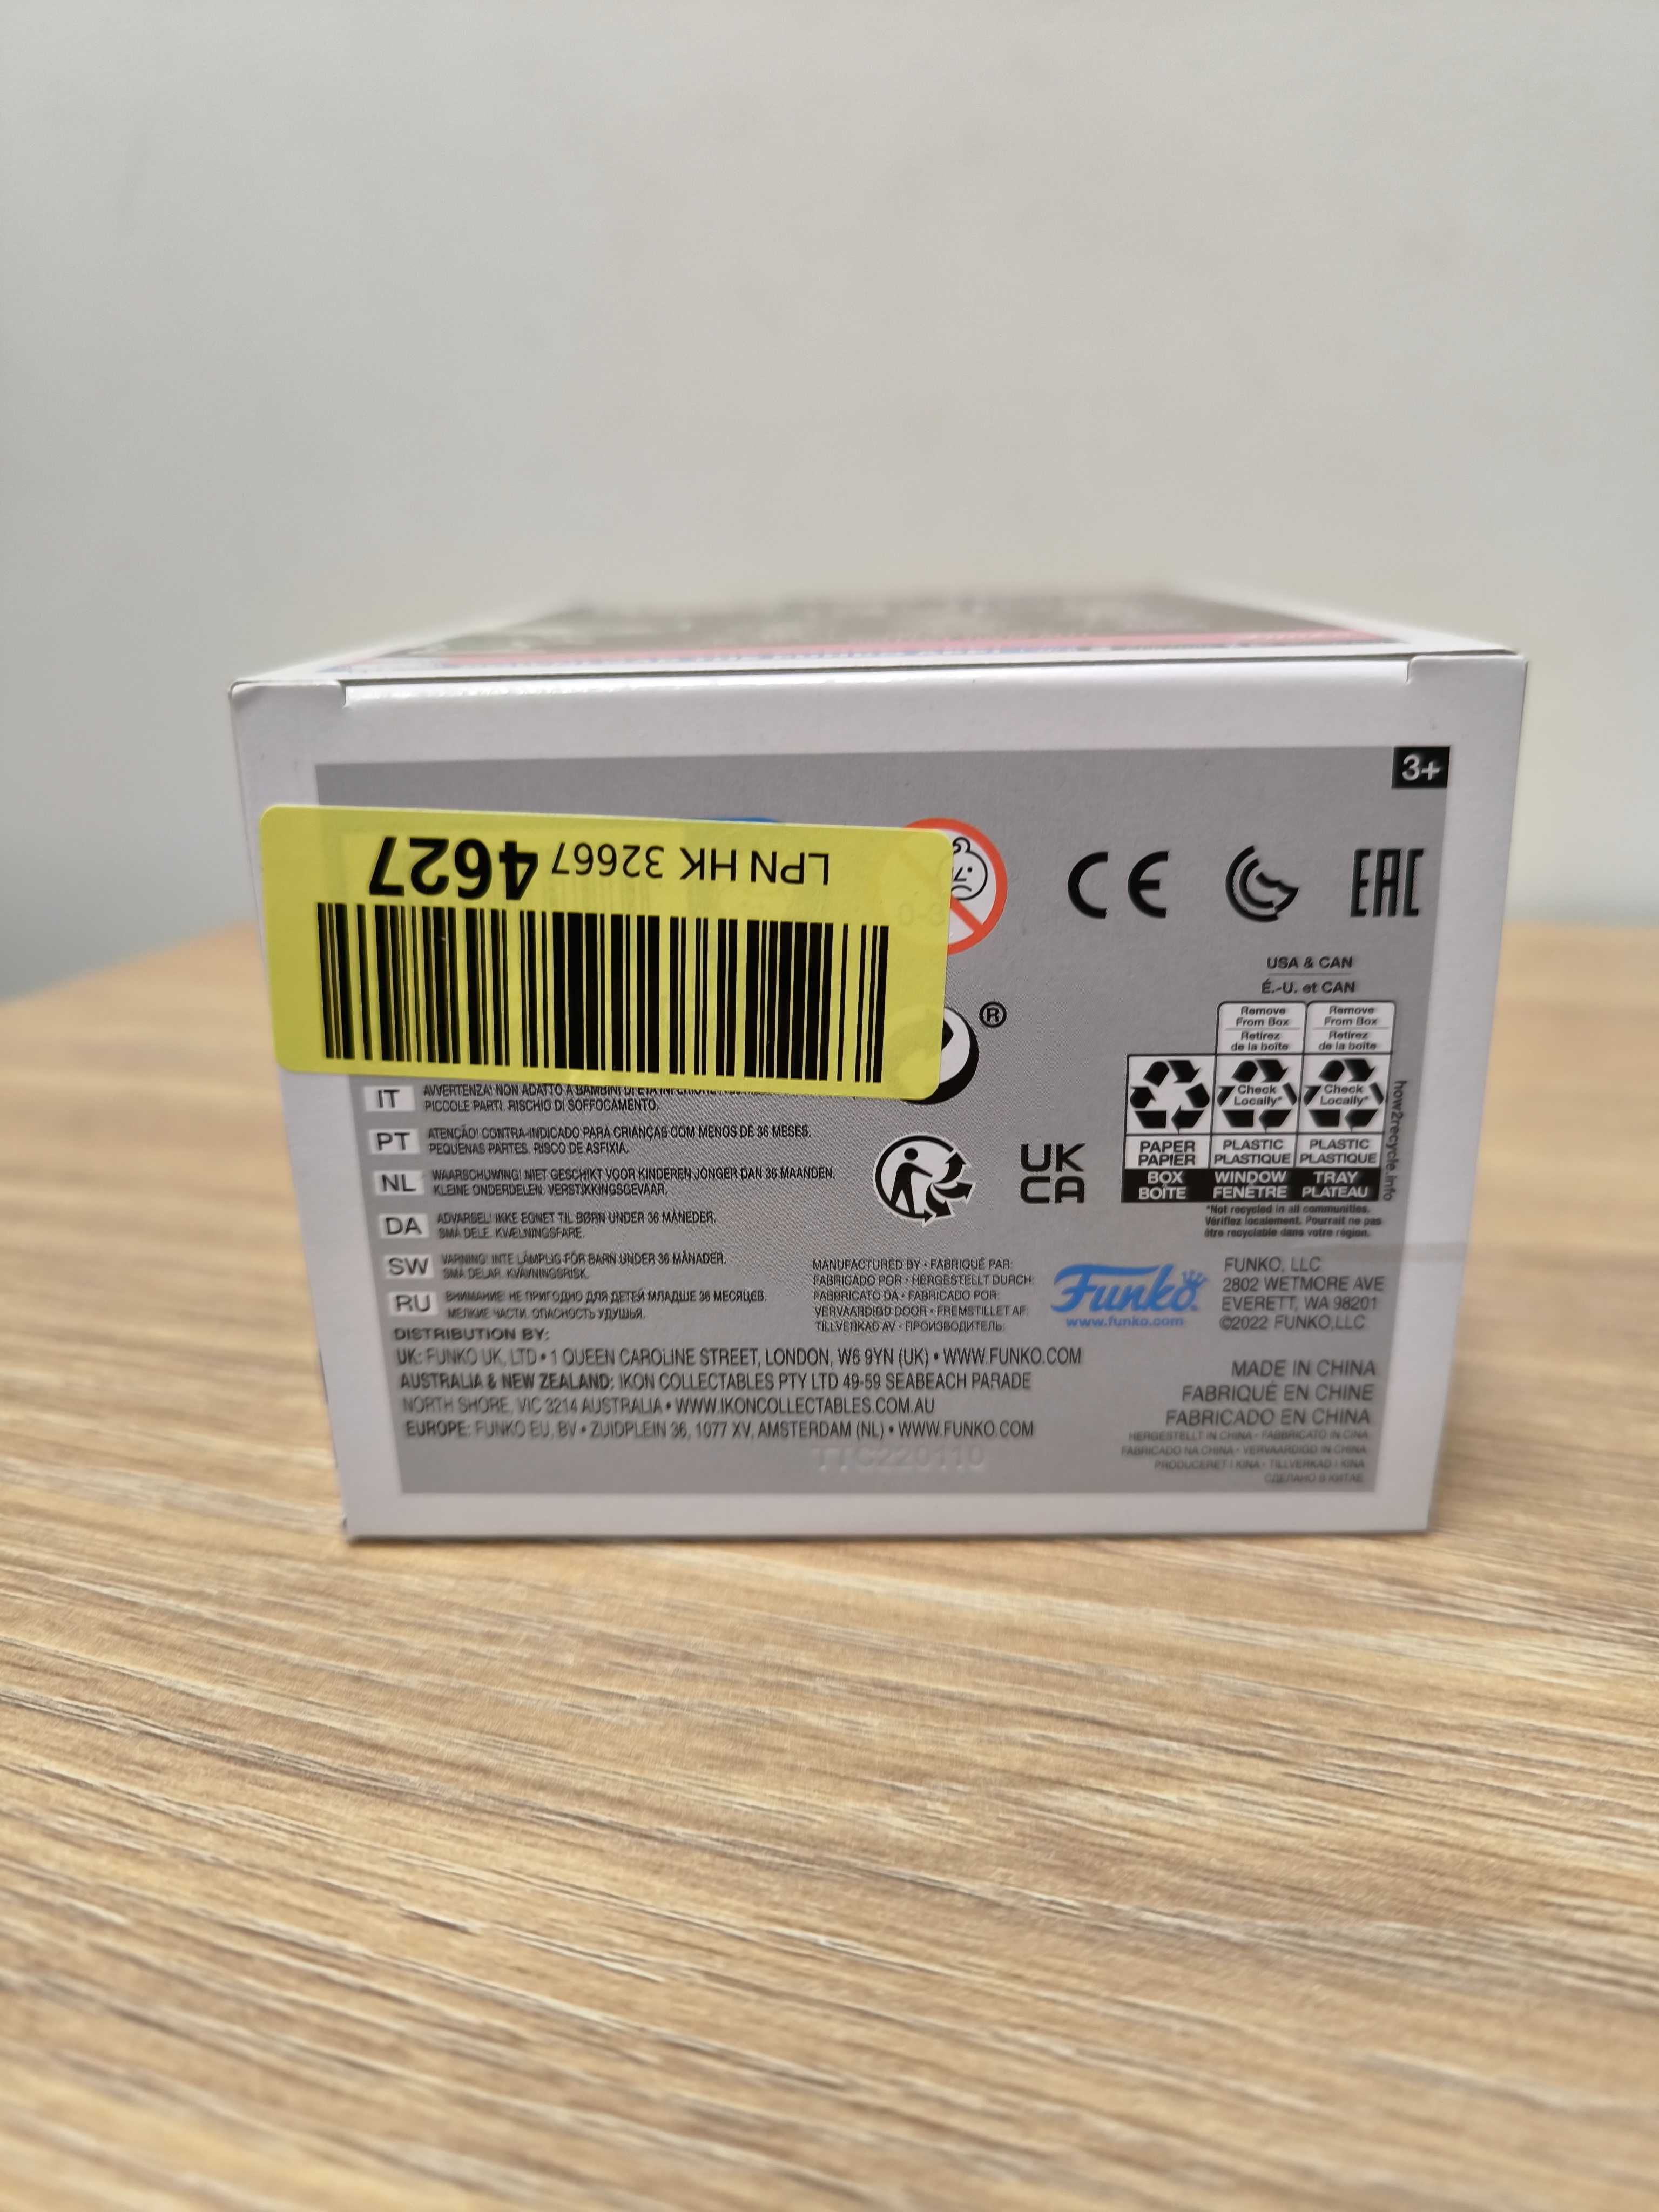 3+
LPN HK 32667 4627
0-3
CE
EAC
USA & CAN
É.-U. et CAN
Remove
From Box
Retirez
de la boîte
Remove
From Box
Retirez
de la boîte
Check
Locally*
Check
Locally*
PAPER
PAPIER
BOX
BOÎTE
PLASTIC
PLASTIQUE
WINDOW
FENÊTRE
PLASTIC
PLASTIQUE
TRAY
PLATEAU
how2recycle.info
*Not recycled in all communities.
Vérifiez localement. Pourrait ne pas
être recyclable dans votre région.
®
UK
CA
IT AVVERTENZA! NON ADATTO A BAMBINI DI ETÀ
PICCOLE PARTI. RISCHIO DI SOFFOCAMENTO.
PT ATENÇÃO! CONTRA-INDICADO PARA CRIANÇAS COM MENOS DE 36 MESES.
PEQUENAS PARTES. RISCO DE ASFIXIA.
NL WAARSCHUWING! NIET GESCHIKT VOOR KINDEREN JONGER DAN 36 MAANDEN.
KLEINE ONDERDELEN. VERSTIKKINGSGEVAAR.
DA ADVARSEL! IKKE EGNET TIL BØRN UNDER 36 MÅNEDER.
SMÅ DELE. KVÆLNINGSFARE.
SW VARNING! INTE LÄMPLIG FÖR BARN UNDER 36 MÅNADER.
SMÅ DELAR. KVÄVNINGSRISK.
RU ВНИМАНИЕ! НЕ ПРИГОДНО ДЛЯ ДЕТЕЙ МЛАДШЕ 36 МЕСЯЦЕВ.
МЕЛКИЕ ЧАСТИ. ОПАСНОСТЬ УДУШЬЯ.
MANUFACTURED BY • FABRIQUÉ PAR:
FABRICADO POR • HERGESTELLT DURCH:
FABBRICATO DA • FABRICADO POR:
VERVAARDIGD DOOR • FREMSTILLET AF:
TILLVERKAD AV • ПРОИЗВОДИТЕЛЬ:
Funko
www.funko.com
FUNKO, LLC
2802 WETMORE AVE
EVERETT, WA 98201
©2022 FUNKO,LLC
DISTRIBUTION BY:
UK: FUNKO UK, LTD • 1 QUEEN CAROLINE STREET, LONDON, W6 9YN (UK) • WWW.FUNKO.COM
AUSTRALIA & NEW ZEALAND: IKON COLLECTABLES PTY LTD 49-59 SEABEACH PARADE
NORTH SHORE, VIC 3214 AUSTRALIA • WWW.IKONCOLLECTABLES.COM.AU
EUROPE: FUNKO EU, BV • ZUIDPLEIN 36, 1077 XV, AMSTERDAM (NL) • WWW.FUNKO.COM
TTC220110
MADE IN CHINA
FABRIQUÉ EN CHINE
FABRICADO EN CHINA
HERGESTELLT IN CHINA • FABBRICATO IN CINA
FABRICADO NA CHINA • VERVAARDIGD IN CHINA
PRODUCERET I KINA • TILLVERKAD I KINA
СДЕЛАНО В КИТАЕ